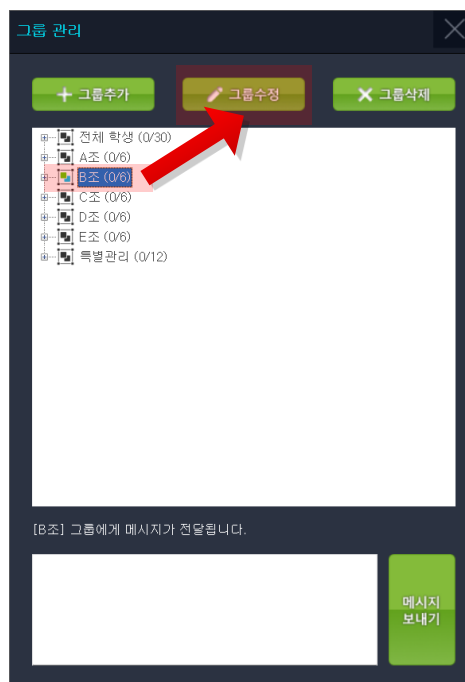 그룹 관리
그룹추가
그룹수정
그룹삭제
전체 학생 (0/30)
A조 (0/6)
B조 (0/6)
C조 (0/6)
D조 (0/6)
E조 (0/6)
특별관리 (0/12)
[B조] 그룹에게 메시지가 전달됩니다.
메시지
보내기